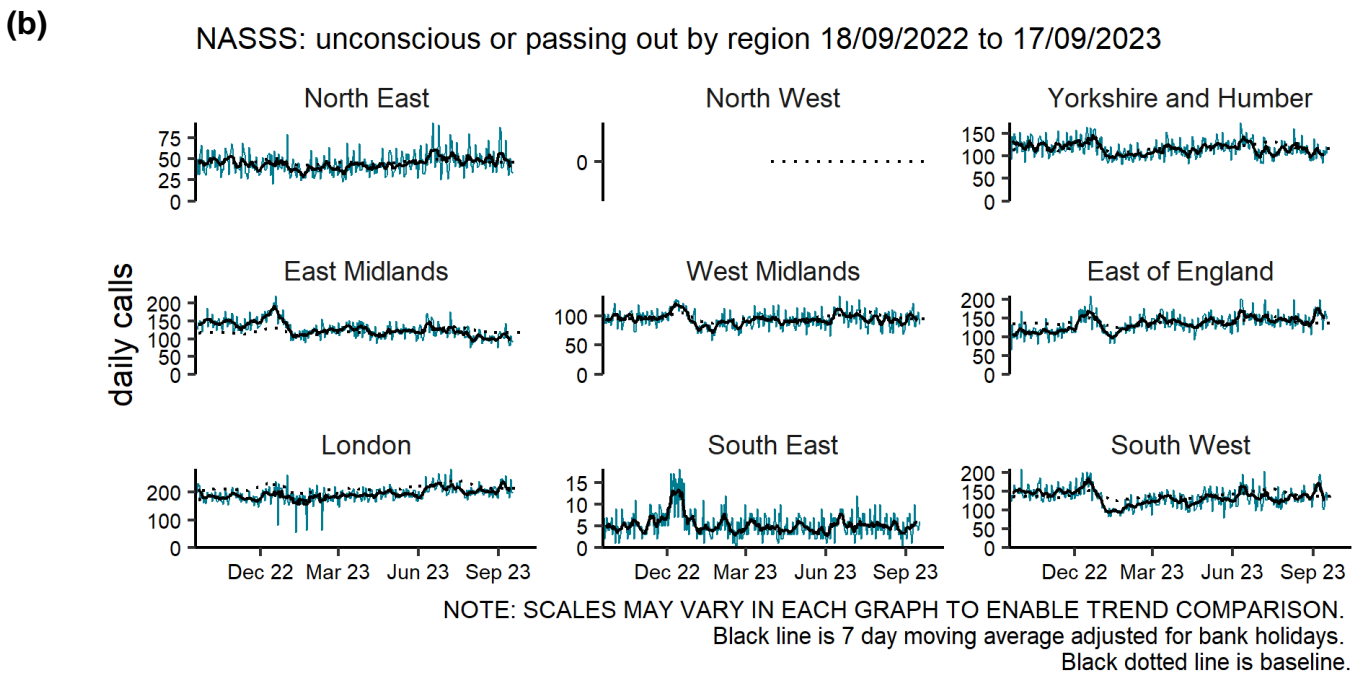 (b)
NASSS: unconscious or passing out by region 18/09/2022 to 17/09/2023
North East
North West
Yorkshire and Humber
75
50
25
0
0
150
100
50
0
daily calls
East Midlands
West Midlands
East of England
200
150
100
50
0
100
50
0
200
150
100
50
0
London
South East
South West
200
100
0
15
10
5
0
200
150
100
50
0
Dec 22 Mar 23 Jun 23 Sep 23
Dec 22 Mar 23 Jun 23 Sep 23
Dec 22 Mar 23 Jun 23 Sep 23
NOTE: SCALES MAY VARY IN EACH GRAPH TO ENABLE TREND COMPARISON.
Black line is 7 day moving average adjusted for bank holidays.
Black dotted line is baseline.